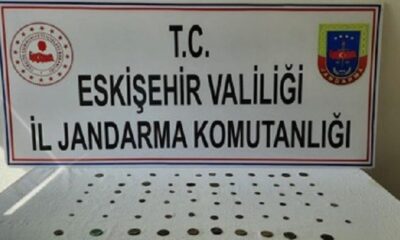 T.C.
ESKİŞEHİR VALİLİĞİ
İL JANDARMA KOMUTANLIĞI